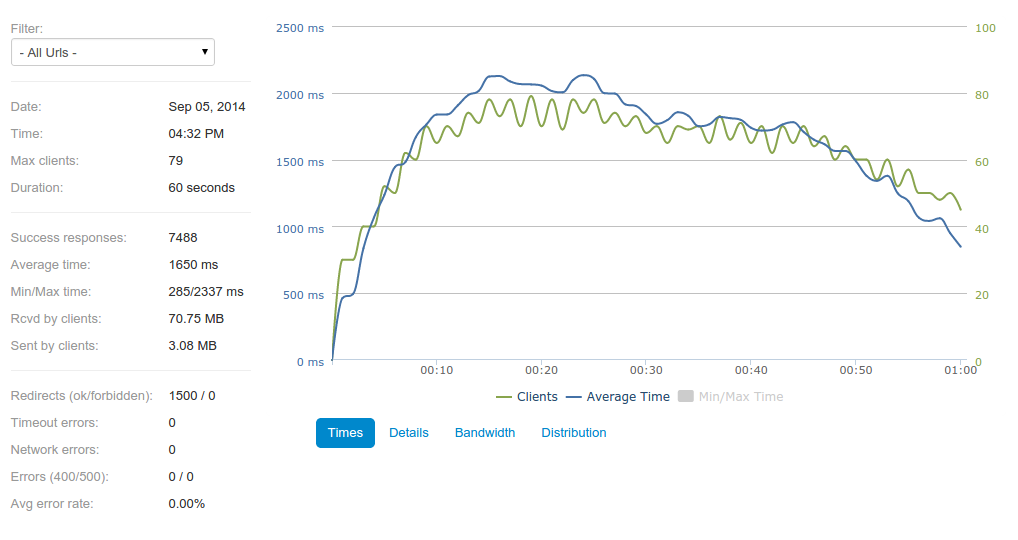 Filter:
- All Urls -
Date: Sep 05, 2014
Time: 04:32 PM
Max clients: 79
Duration: 60 seconds
Success responses: 7488
Average time: 1650 ms
Min/Max time: 285/2337 ms
Rcvd by clients: 70.75 MB
Sent by clients: 3.08 MB
Redirects (ok/forbidden): 1500 / 0
Timeout errors: 0
Network errors: 0
Errors (400/500): 0 / 0
Avg error rate: 0.00%
2500 ms 100
2000 ms 80
1500 ms 60
1000 ms 40
500 ms 20
0 ms 0
00:10 00:20 00:30 00:40 00:50 01:00
Clients Average Time Min/Max Time
Times Details Bandwidth Distribution